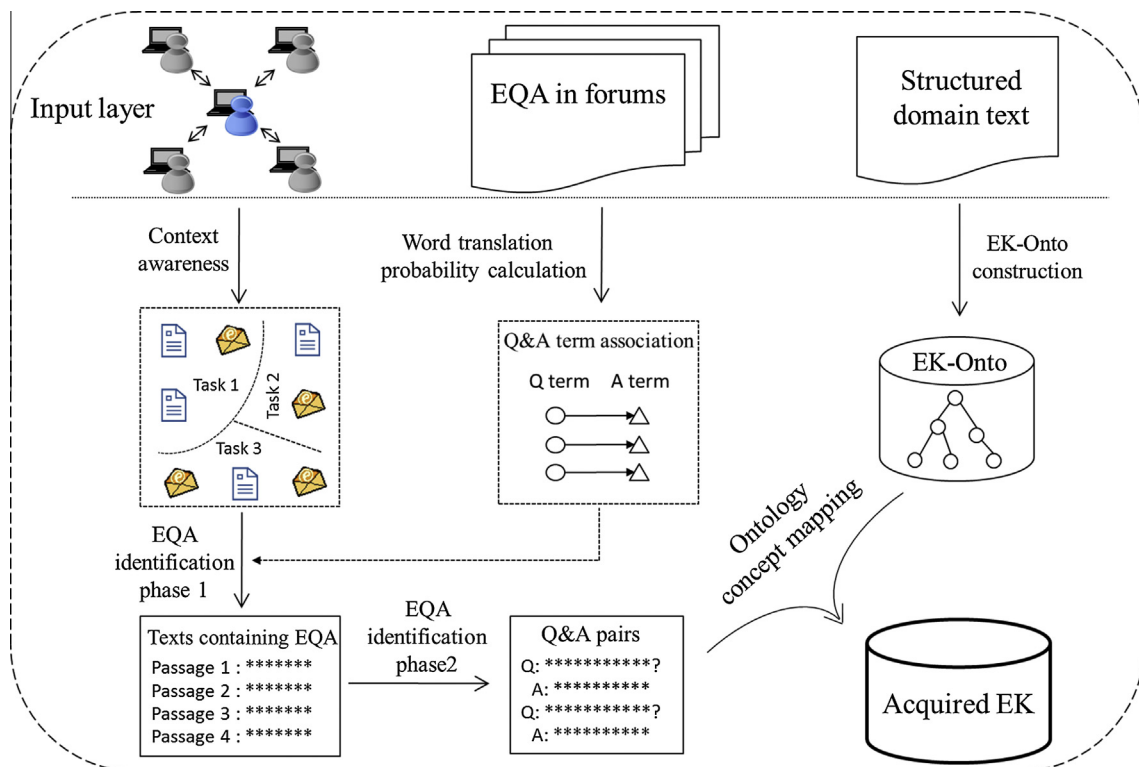 Input layer
EQA in forums
Structured
domain text
Context
awareness
Word translation
probability calculation
EK-Onto
construction
Task 1
Task 2
Task 3
Q&A term association
Q term A term
EK-Onto
EQA
identification
phase 1
Ontology
concept mapping
Texts containing EQA
Passage 1 : *******
Passage 2 : *******
Passage 3 : *******
Passage 4 : *******
EQA
identification
phase2
Q&A pairs
Q: ***********?
A: **********
Q: ***********?
A: **********
Acquired EK